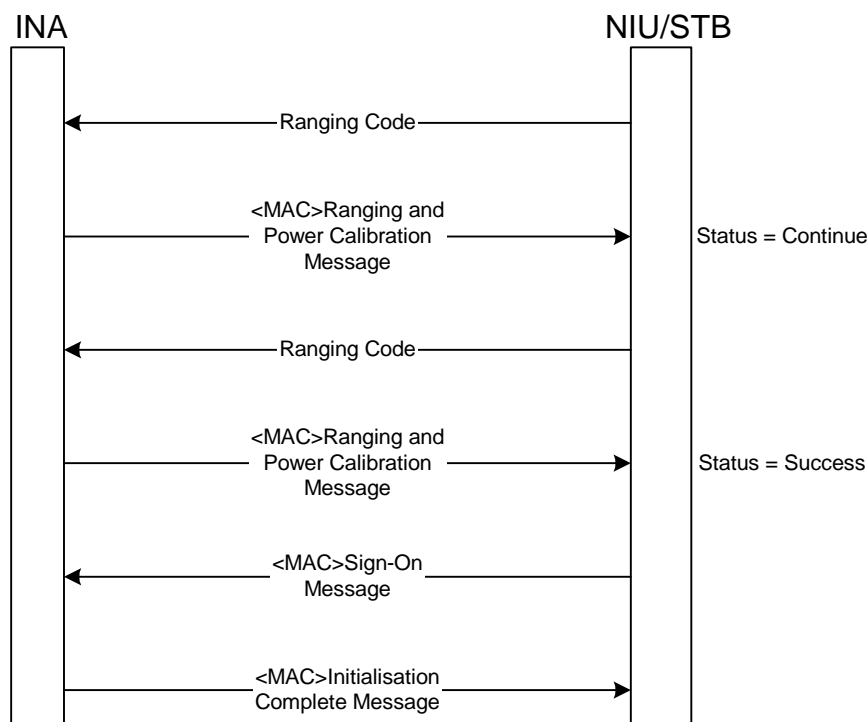 INA
NIU/STB
Ranging Code
<MAC>Ranging and
Power Calibration
Message
Status = Continue
Ranging Code
<MAC>Ranging and
Power Calibration
Message
Status = Success
<MAC>Sign-On
Message
<MAC>Initialisation
Complete Message